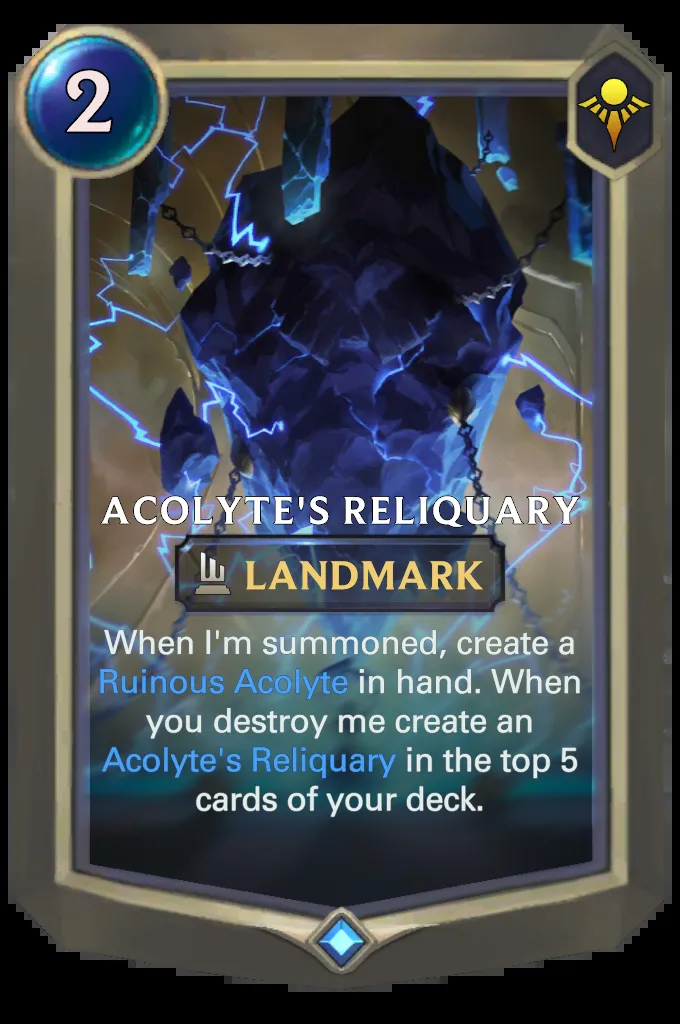 2
ACOLYTE'S RELIQUARY
LANDMARK
When I'm summoned, create a
Ruinous Acolyte in hand. When
you destroy me create an
Acolyte's Reliquary in the top 5
cards of your deck.